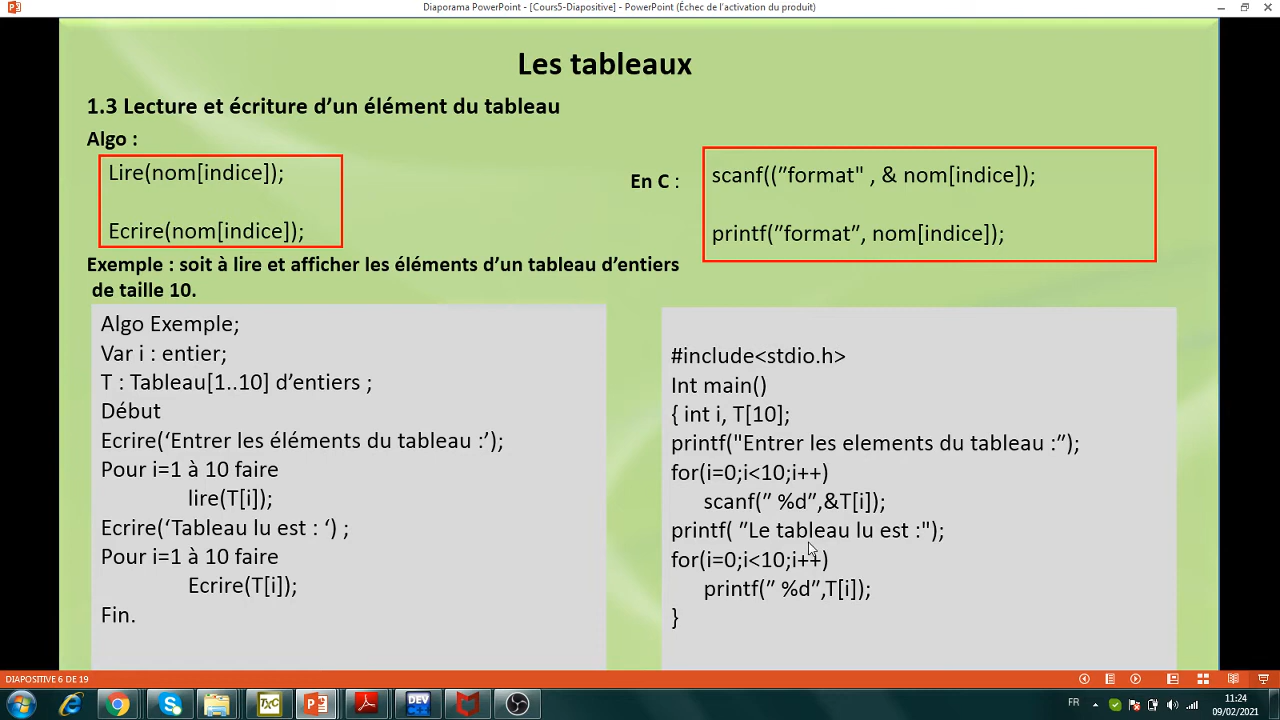 Diaporama PowerPoint - [Cours5-Diapositive] - PowerPoint (Échec de l'activation du produit)
Les tableaux
1.3 Lecture et écriture d’un élément du tableau
Algo :
Lire(nom[indice]);
Ecrire(nom[indice]);
En C :
scanf((”format" , & nom[indice]);
printf(”format”, nom[indice]);
Exemple : soit à lire et afficher les éléments d’un tableau d’entiers
de taille 10.
Algo Exemple;
Var i : entier;
T : Tableau[1..10] d’entiers ;
Début
Ecrire(‘Entrer les éléments du tableau :’);
Pour i=1 à 10 faire
lire(T[i]);
Ecrire(‘Tableau lu est : ‘) ;
Pour i=1 à 10 faire
Ecrire(T[i]);
Fin.
#include<stdio.h>
Int main()
{ int i, T[10];
printf("Entrer les elements du tableau :”);
for(i=0;i<10;i++)
scanf(” %d”,&T[i]);
printf( ”Le tableau lu est :");
for(i=0;i<10;i++)
printf(” %d”,T[i]);
}
DIAPOSITIVE 6 DE 19
TXC
DEV
FR
11:24
09/02/2021